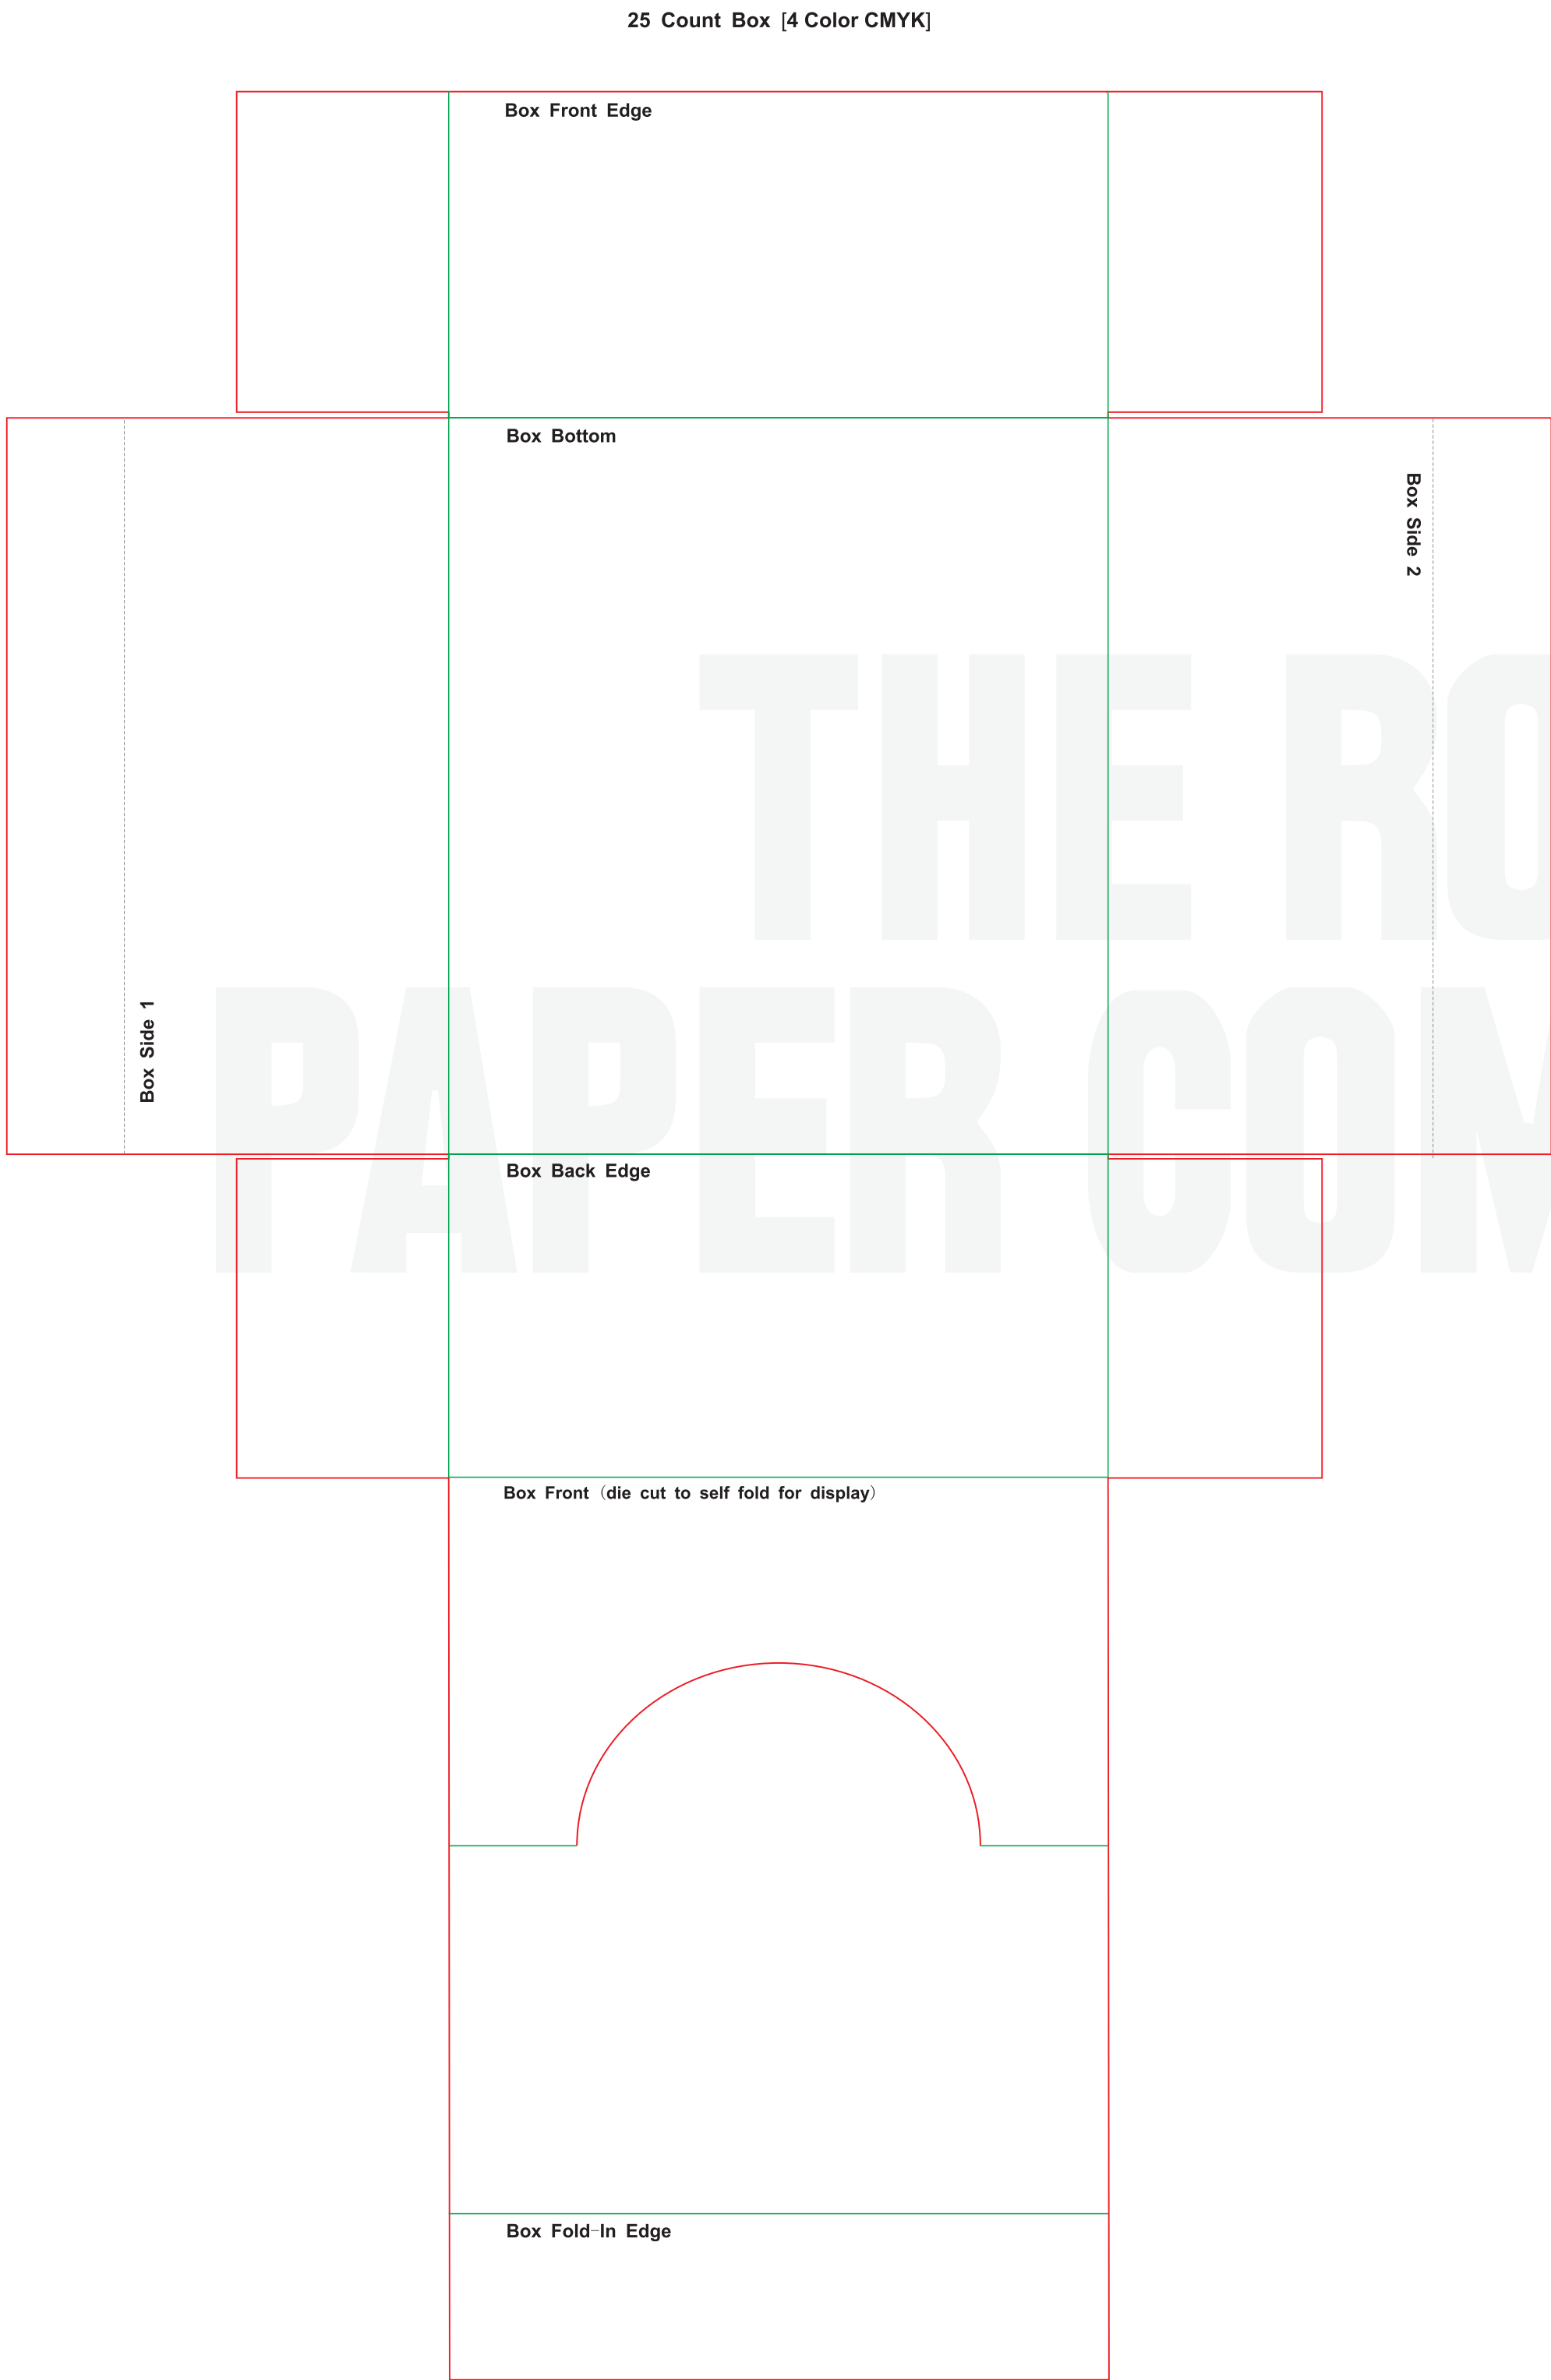 25 Count Box [4 Color CMYK]
Box Front Edge
Box Bottom
Box Side 2
THE RO
Box Side 1
PAPER COM
Box Back Edge
Box Front (die cut to self fold for display)
Box Fold-In Edge